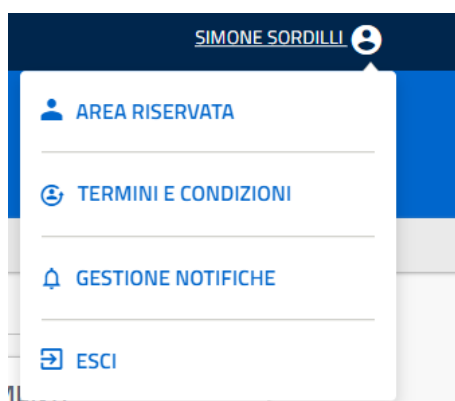 SIMONE SORDILLI
AREA RISERVATA
TERMINI E CONDIZIONI
GESTIONE NOTIFICHE
ESCI